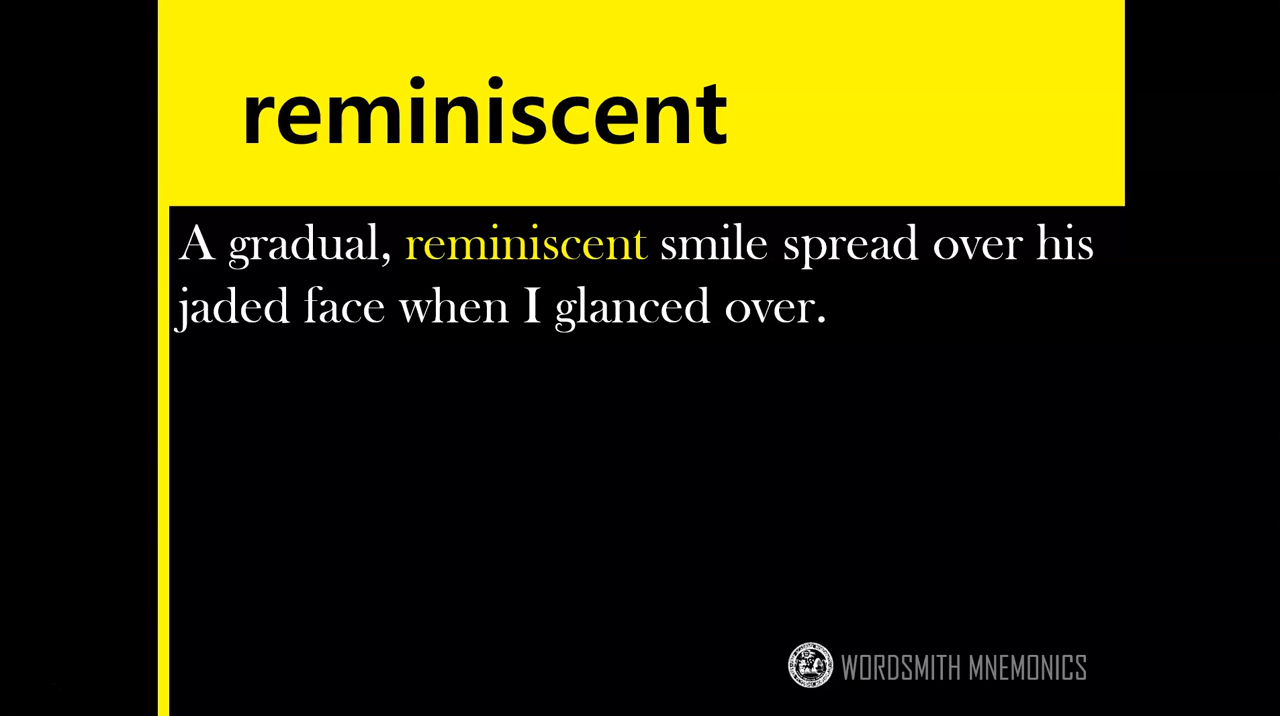 reminiscent
A gradual, reminiscent smile spread over his
jaded face when I glanced over.
WORDSMITH MNEMONICS